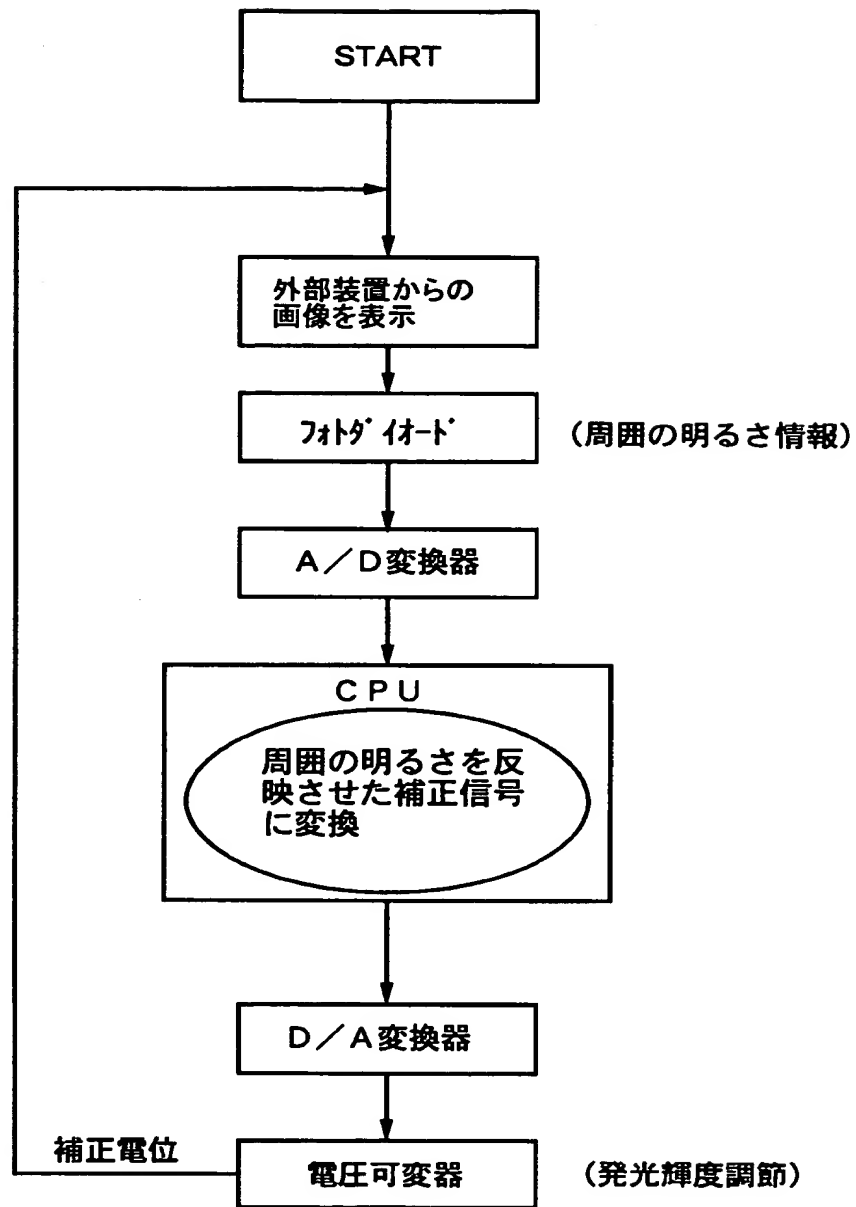 START
外部装置からの
画像を表示
フォトダイオード
(周囲の明るさ情報)
A／D変換器
CPU
周囲の明るさを反
映させた補正信号
に変換
D／A変換器
補正電位
電圧可変器
(発光輝度調節)